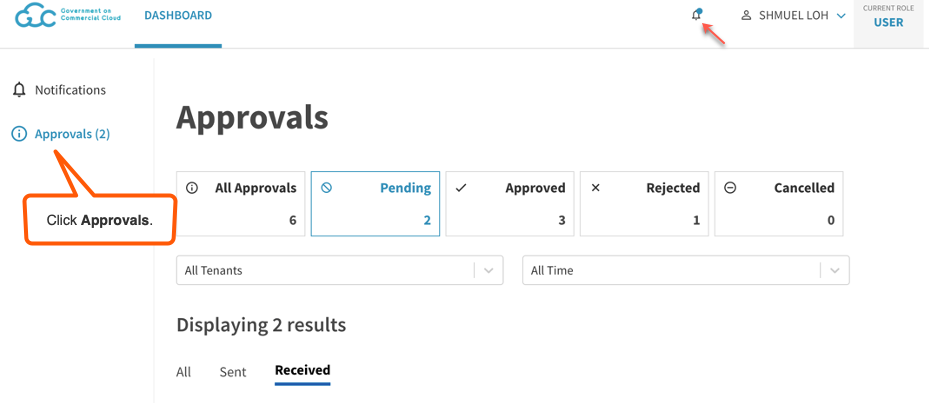 Government on
Commercial Cloud
DASHBOARD
SHMUEL LOH
CURRENT ROLE
USER
Notifications
Approvals (2)
Click Approvals.
Approvals
All Approvals
6
Pending
2
Approved
3
Rejected
1
Cancelled
0
All Tenants
All Time
Displaying 2 results
All Sent Received